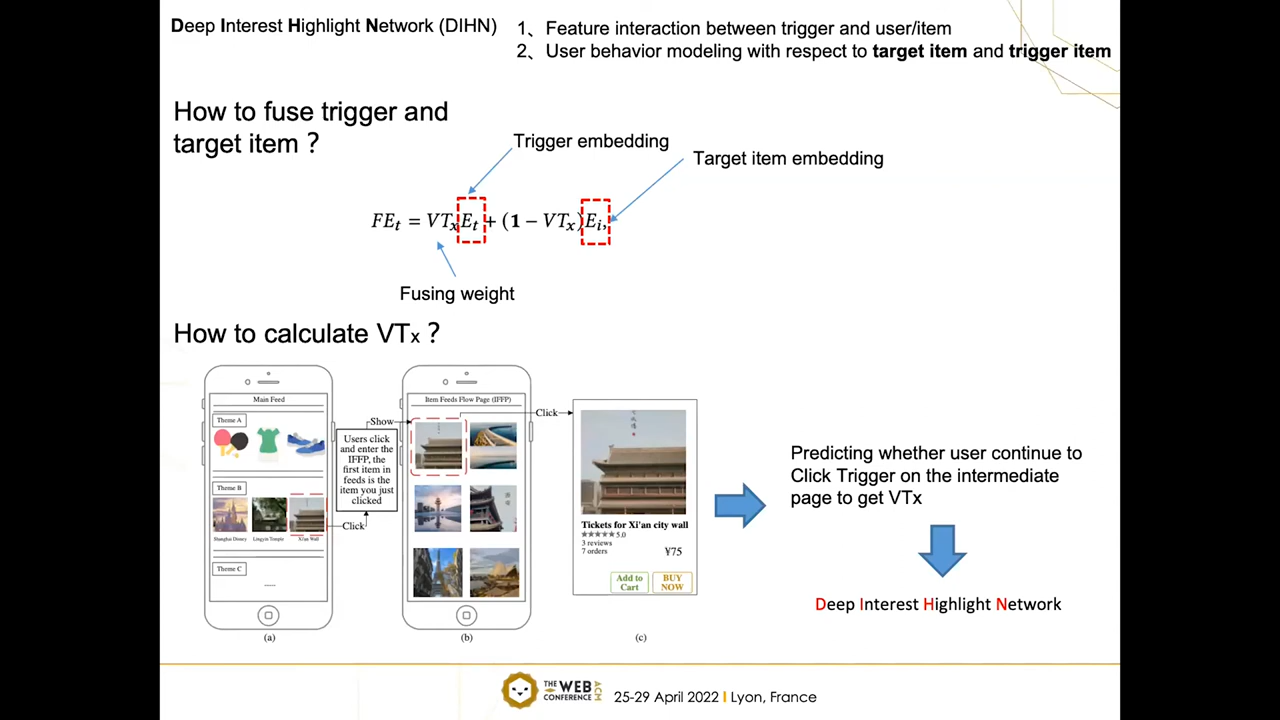 Deep Interest Highlight Network (DIHN)
1、 Feature interaction between trigger and user/item
2、 User behavior modeling with respect to target item and trigger item
How to fuse trigger and
target item ?
Trigger embedding
Target item embedding
FEt = VTxEt + (1 − VTx)Ei,
Fusing weight
How to calculate VTx ?
Main Feed
Theme A
Theme B
Shanghai Disney
Lingyin Temple
Xi'an Wall
Theme C
......
(a)
Show
Users click
and enter the
IFFP, the
first item in
feeds is the
item you just
clicked
Click
Item Feeds Flow Page (IFFP)
(b)
Click
Tickets for Xi'an city wall
★★★★★ 5.0
3 reviews
7 orders
¥75
Add to
Cart
BUY
NOW
(c)
Predicting whether user continue to
Click Trigger on the intermediate
page to get VTx
Deep Interest Highlight Network
THE WEB
CONFERENCE
ACM
25-29 April 2022 I Lyon, France